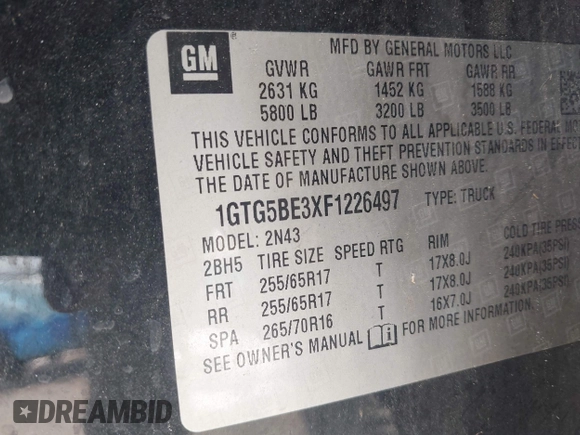 GM
MFD BY GENERAL MOTORS LLC
GVWR GAWR FRT GAWR RR
2631 KG 1452 KG 1588 KG
5800 LB 3200 LB 3500 LB
THIS VEHICLE CONFORMS TO ALL APPLICABLE U.S. FEDERAL
VEHICLE SAFETY AND THEFT PREVENTION STANDARDS IN
THE DATE OF MANUFACTURE SHOWN ABOVE.
1GTG5BE3XF1226497 TYPE: TRUCK
MODEL: 2N43
2BH5 TIRE SIZE SPEED RTG RIM COLD TIRE
FRT 255/65R17 T 17X8.0J 240KPA(35PSI)
RR 255/65R17 T 17X8.0J 240KPA(35PSI)
SPA 265/70R16 T 16X7.0J 240KPA(35PSI)
SEE OWNER'S MANUAL FOR MORE INFORMATION.
DREAMBID